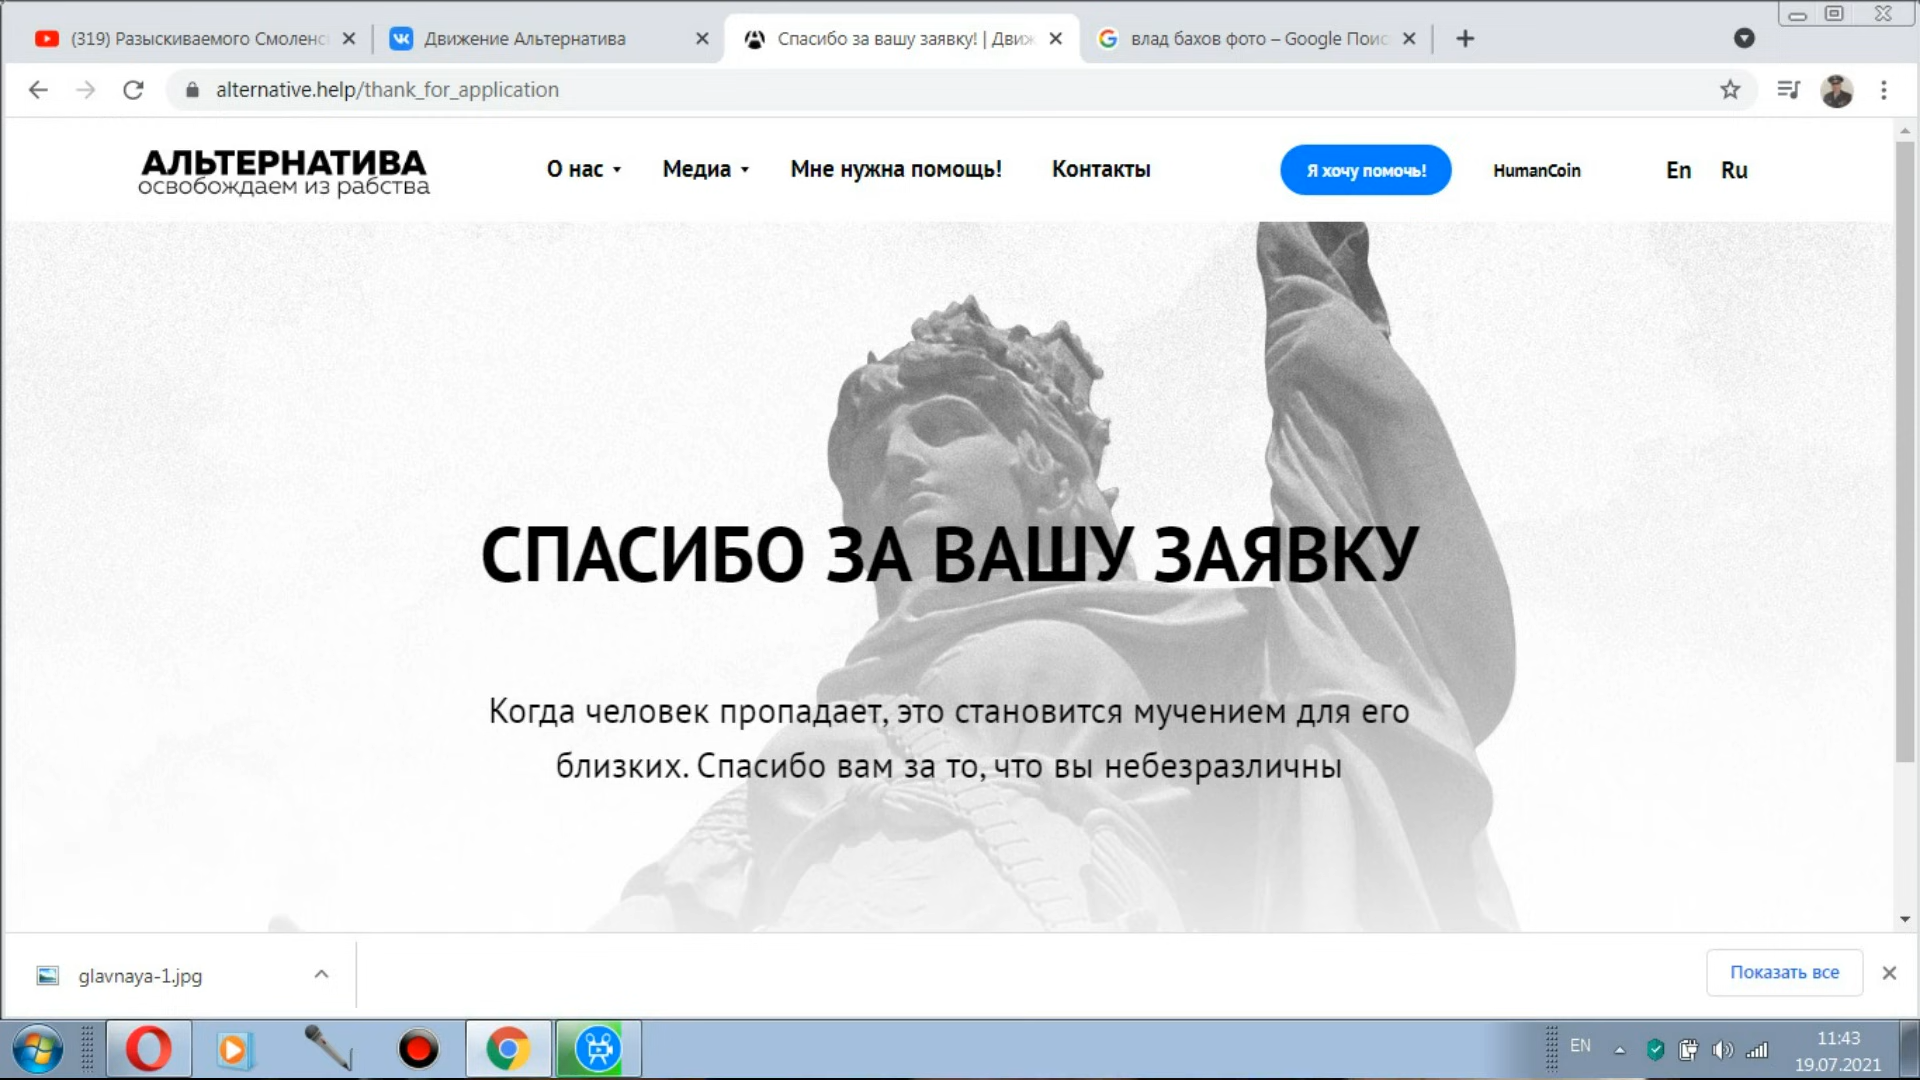 (319) Разыскиваемого Смоленс
Движение Альтернатива
Спасибо за вашу заявку! | Движ
влад бахов фото – Google Поис
alternative.help/thank_for_application
АЛЬТЕРНАТИВА
освобождаем из рабства
О нас
Медиа
Мне нужна помощь!
Контакты
Я хочу помочь!
HumanCoin
En
Ru
СПАСИБО ЗА ВАШУ ЗАЯВКУ
Когда человек пропадает, это становится мучением для его
близких. Спасибо вам за то, что вы небезразличны
glavnaya-1.jpg
Показать все
EN
11:43
19.07.2021